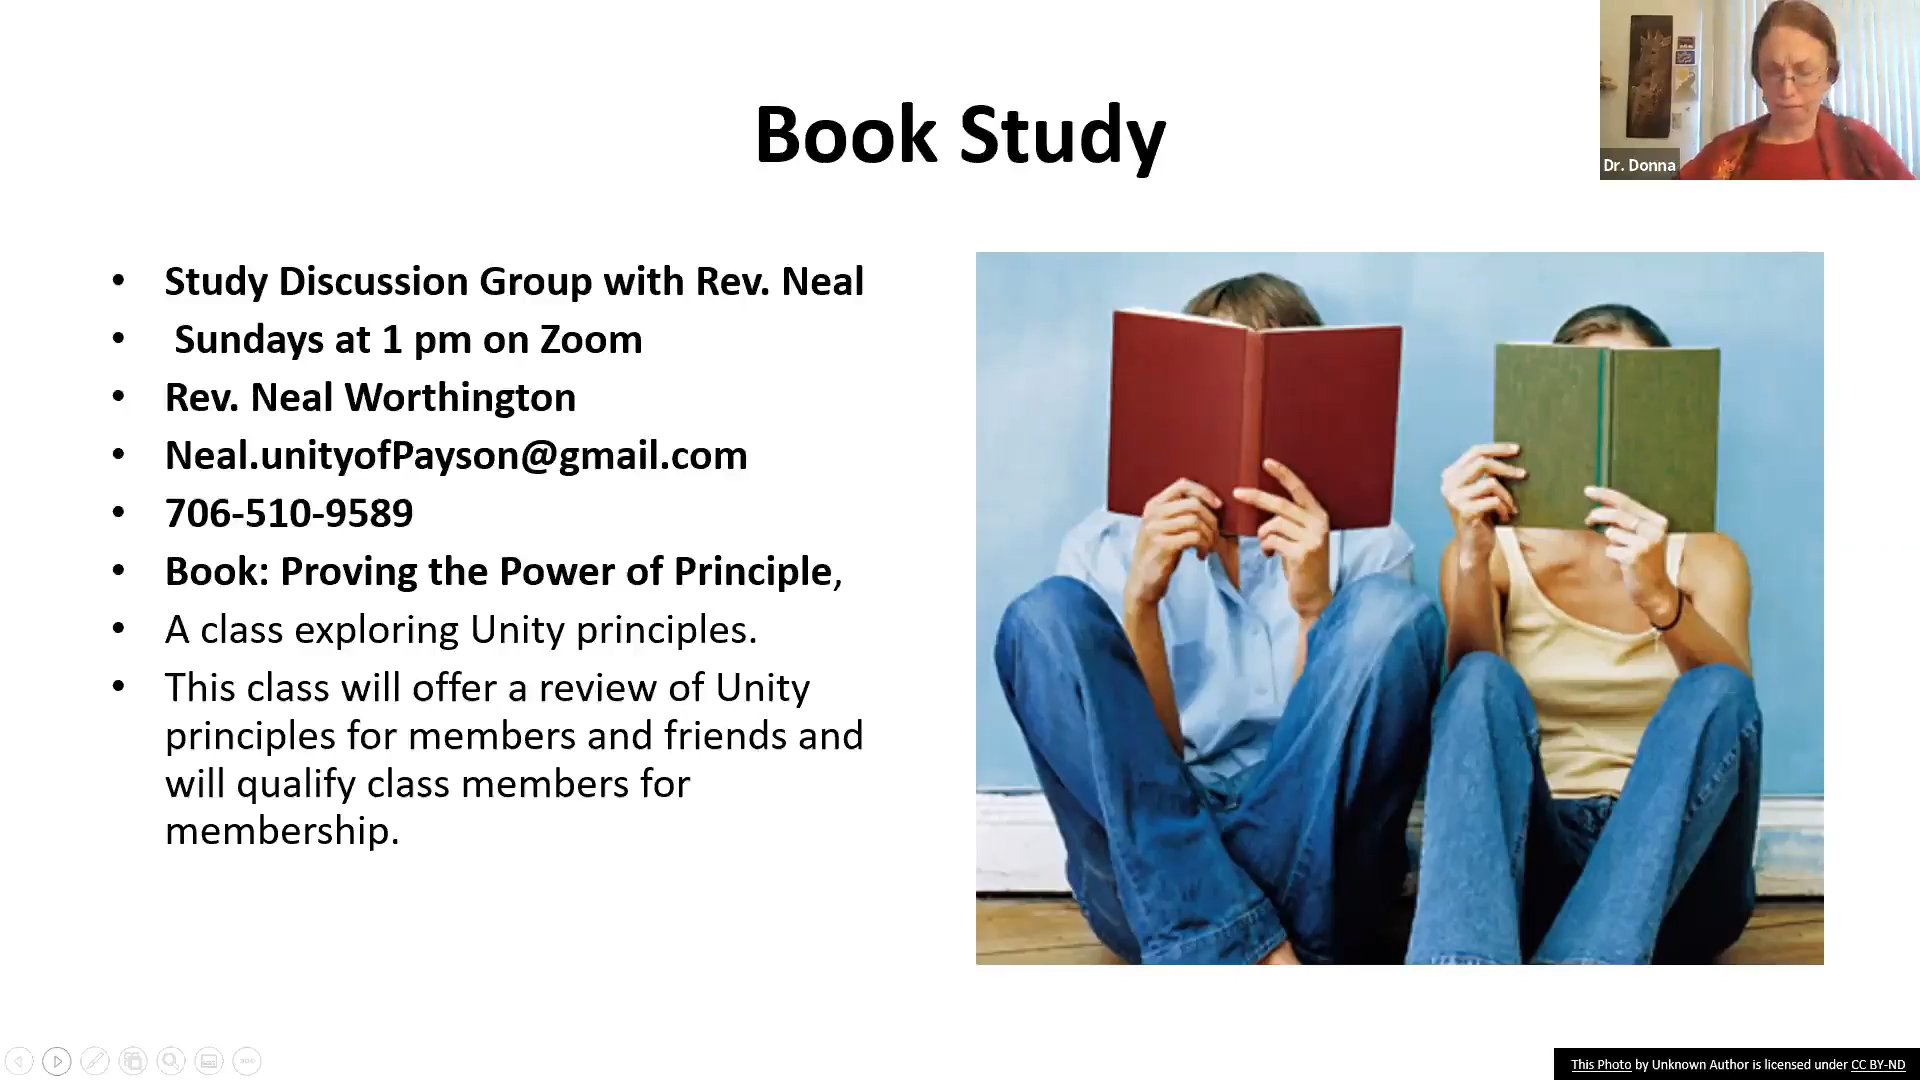 Book Study
Dr. Donna
• Study Discussion Group with Rev. Neal
• Sundays at 1 pm on Zoom
• Rev. Neal Worthington
• Neal.unityofPayson@gmail.com
• 706-510-9589
• Book: Proving the Power of Principle,
• A class exploring Unity principles.
• This class will offer a review of Unity
principles for members and friends and
will qualify class members for
membership.
This Photo by Unknown Author is licensed under CC BY-ND